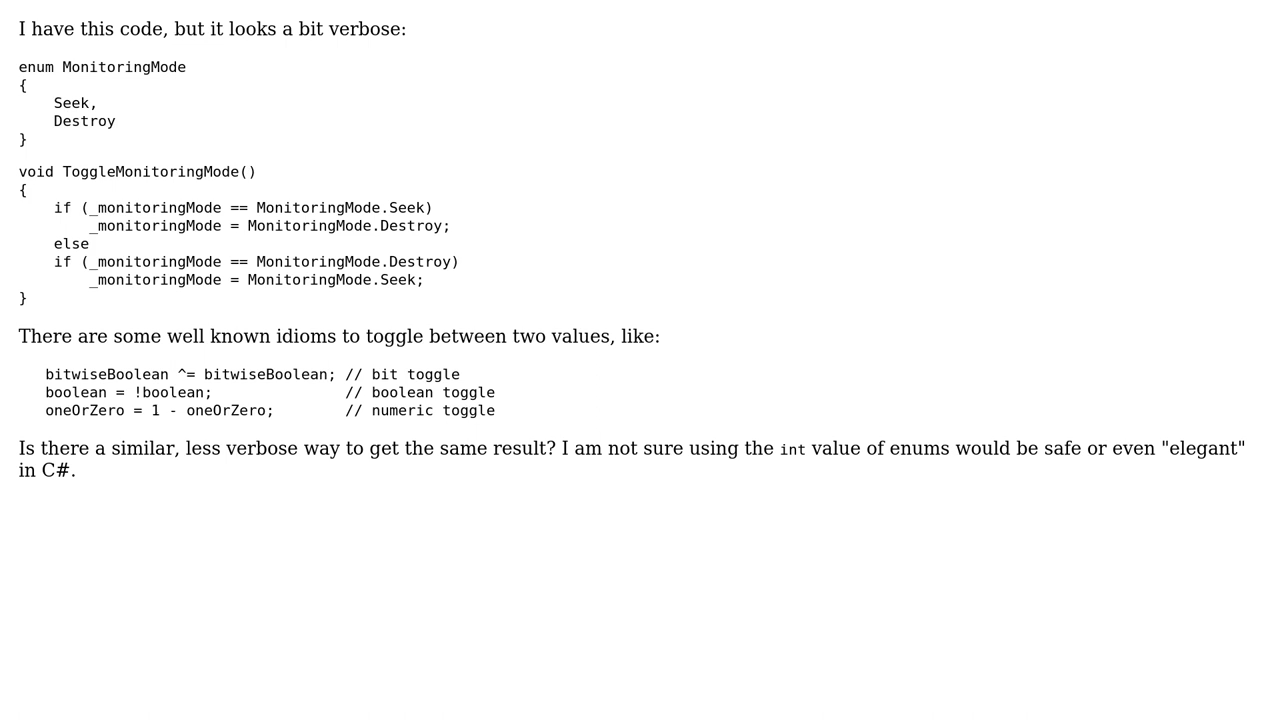 I have this code, but it looks a bit verbose:
enum MonitoringMode
{
    Seek,
    Destroy
}
void ToggleMonitoringMode()
{
    if (_monitoringMode == MonitoringMode.Seek)
        _monitoringMode = MonitoringMode.Destroy;
    else
    if (_monitoringMode == MonitoringMode.Destroy)
        _monitoringMode = MonitoringMode.Seek;
}
There are some well known idioms to toggle between two values, like:
   bitwiseBoolean ^= bitwiseBoolean; // bit toggle
   boolean = !boolean;               // boolean toggle
   oneOrZero = 1 - oneOrZero;        // numeric toggle
Is there a similar, less verbose way to get the same result? I am not sure using the int value of enums would be safe or even "elegant"
in C#.